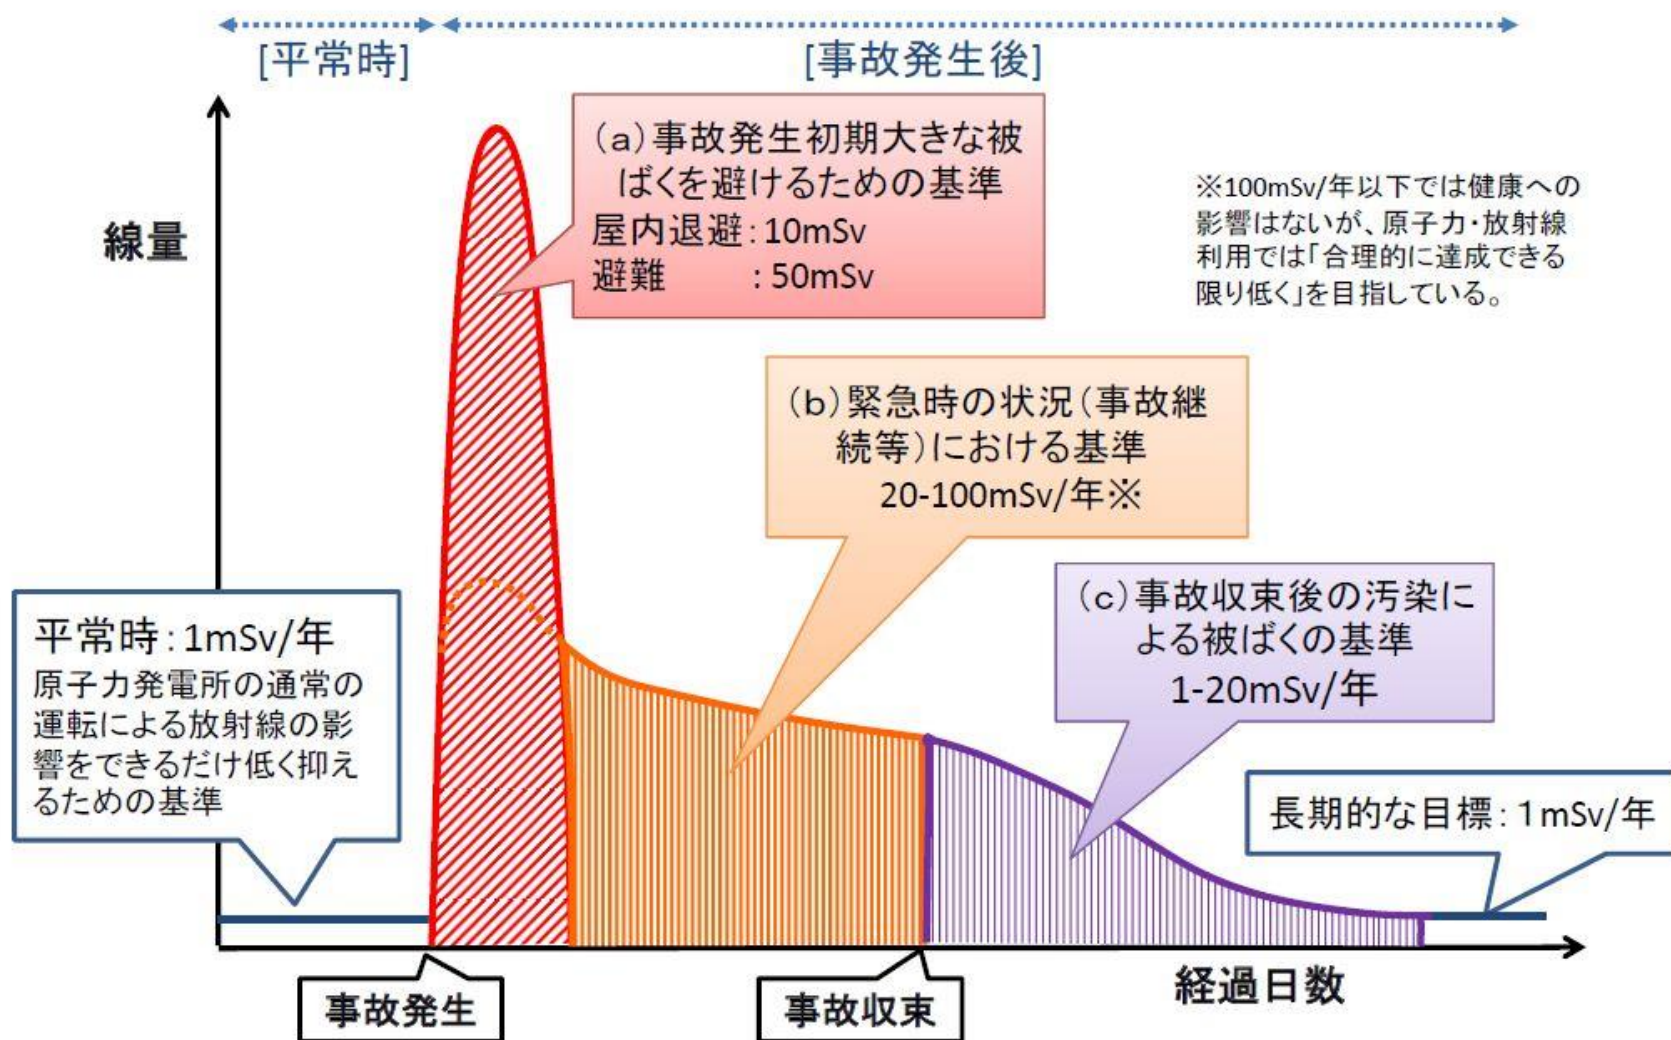 [平常時]
[事故発生後]
(a)事故発生初期大きな被
ばくを避けるための基準
屋内退避:10mSv
避難 :50mSv
※100mSv/年以下では健康への
影響はないが、原子力・放射線
利用では「合理的に達成できる
限り低く」を目指している。
線量
(b)緊急時の状況(事故継
続等)における基準
20-100mSv/年※
(c)事故収束後の汚染に
よる被ばくの基準
1-20mSv/年
平常時:1mSv/年
原子力発電所の通常の
運転による放射線の影
響をできるだけ低く抑え
るための基準
長期的な目標:1mSv/年
事故発生
事故収束
経過日数